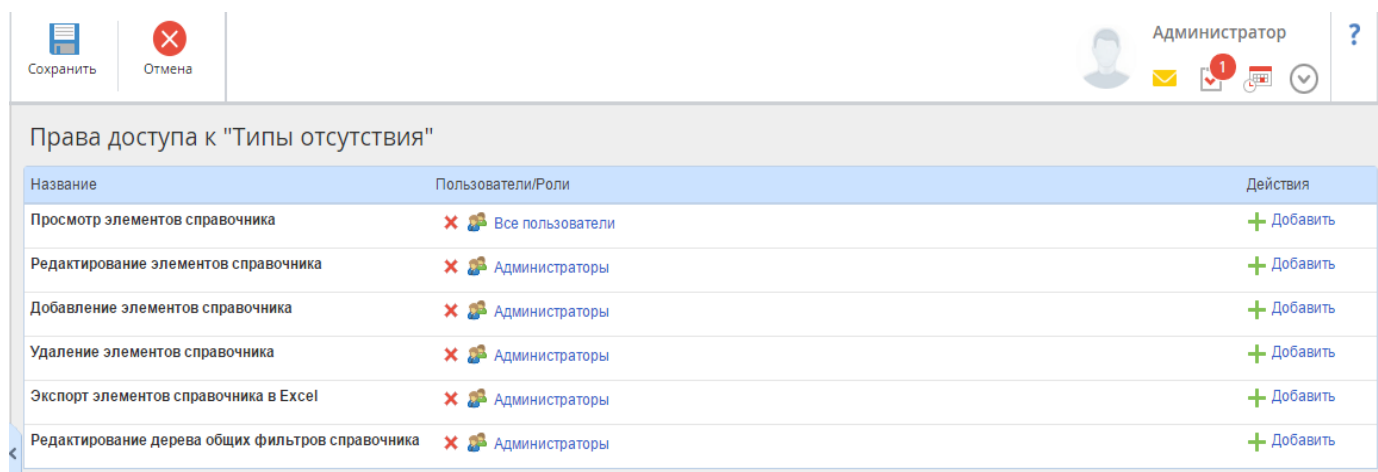 Сохранить
Отмена
Администратор
?
1
Права доступа к "Типы отсутствия"
Название Пользователи/Роли Действия
Просмотр элементов справочника Все пользователи Добавить
Редактирование элементов справочника Администраторы Добавить
Добавление элементов справочника Администраторы Добавить
Удаление элементов справочника Администраторы Добавить
Экспорт элементов справочника в Excel Администраторы Добавить
Редактирование дерева общих фильтров справочника Администраторы Добавить